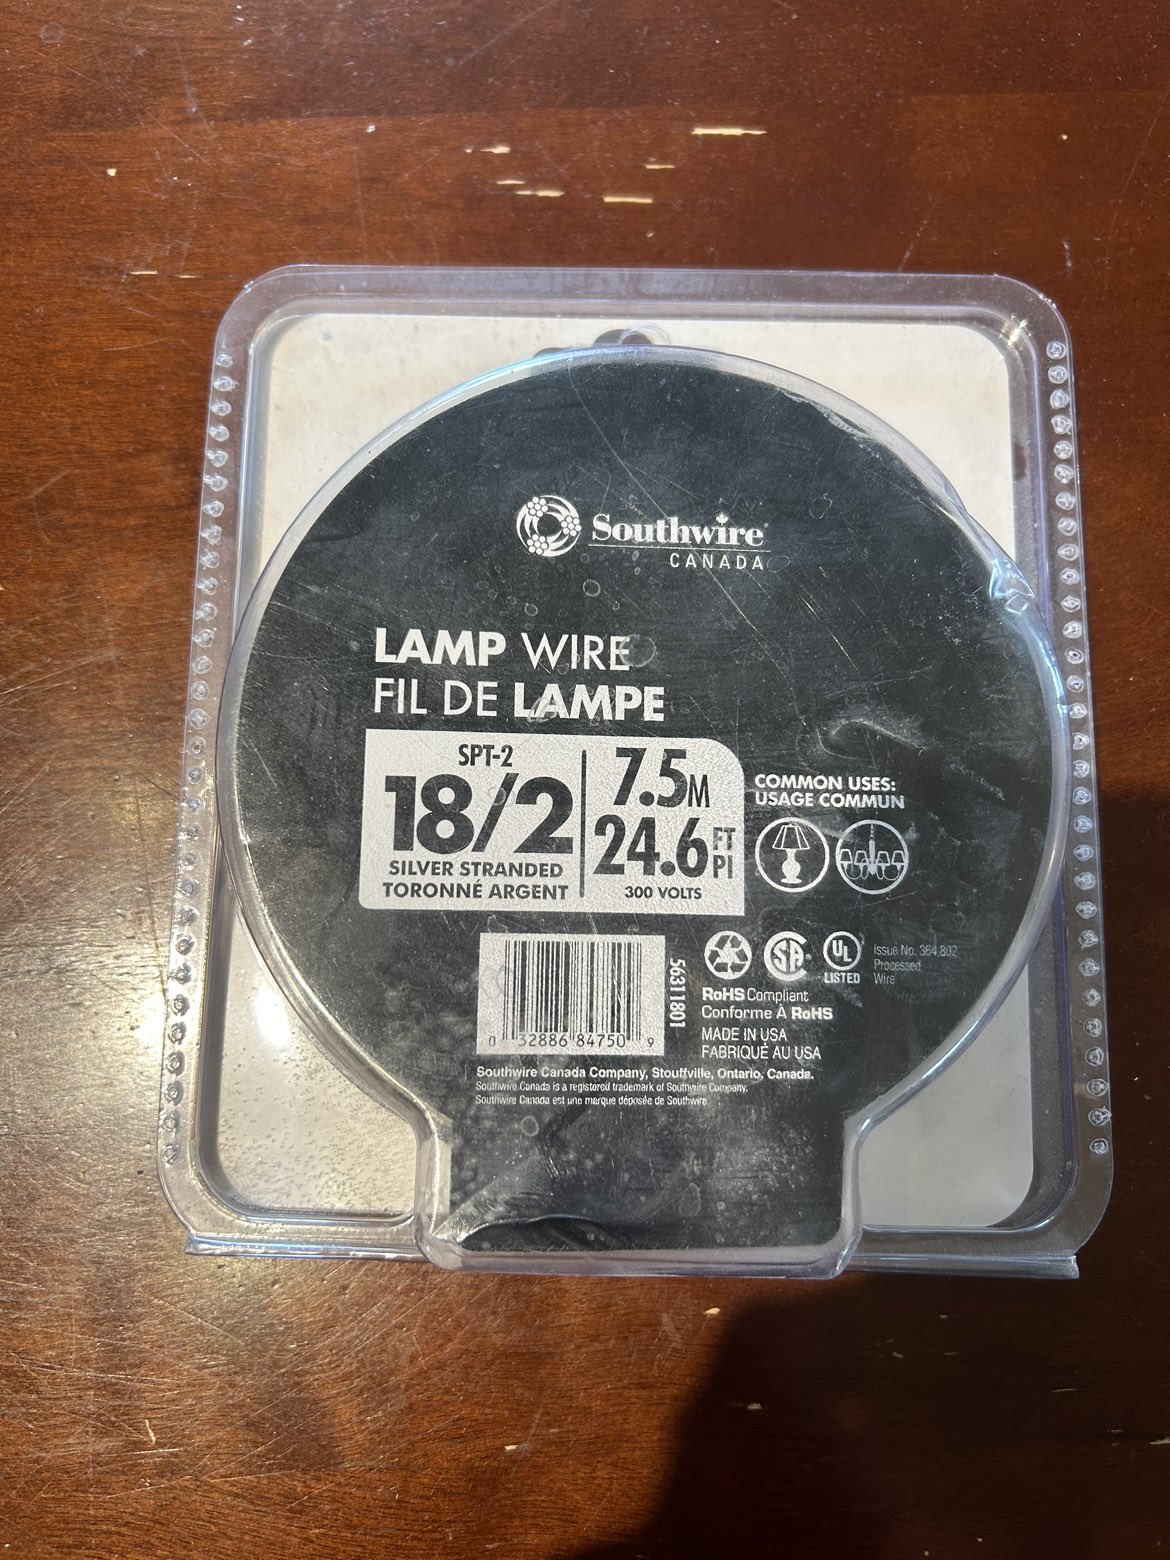 Southwire®
CANADA
LAMP WIRE
FIL DE LAMPE
SPT-2
18/2
SILVER STRANDED
TORONNÉ ARGENT
7.5M
24.6 FT
PI
300 VOLTS
COMMON USES:
USAGE COMMUN
56311801
0 32886 84750 9
SA
UL
LISTED
Issue No. 364,802
Processed
Wire
RoHS Compliant
Conforme À RoHS
MADE IN USA
FABRIQUÉ AU USA
Southwire Canada Company, Stouffville, Ontario, Canada.
Southwire Canada is a registered trademark of Southwire Company.
Southwire Canada est une marque déposée de Southwire.